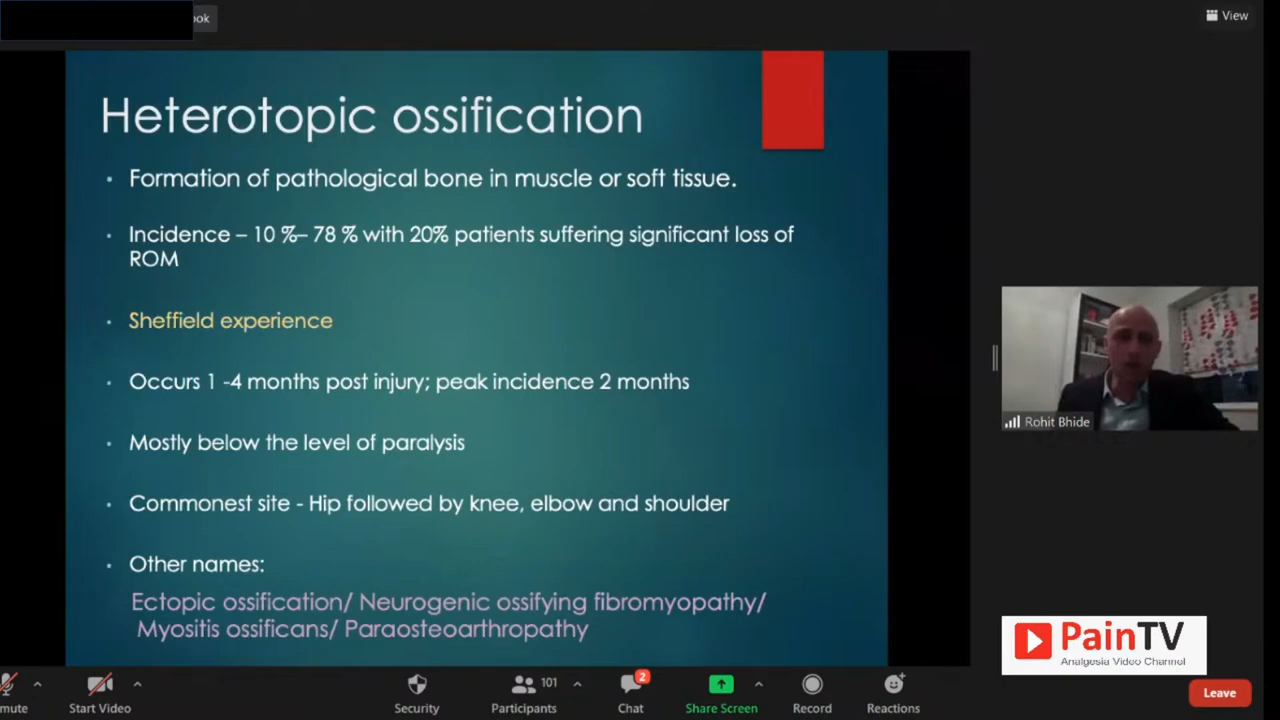 ok
View
Heterotopic ossification
Formation of pathological bone in muscle or soft tissue.
Incidence – 10 %– 78 % with 20% patients suffering significant loss of
ROM
Sheffield experience
Occurs 1 -4 months post injury; peak incidence 2 months
Mostly below the level of paralysis
Commonest site - Hip followed by knee, elbow and shoulder
Other names:
Ectopic ossification/ Neurogenic ossifying fibromyopathy/
Myositis ossificans/ Paraosteoarthropathy
Rohit Bhide
PainTV
Analgesia Video Channel
mute
Start Video
Security
101
Participants
2
Chat
Share Screen
Record
Reactions
Leave